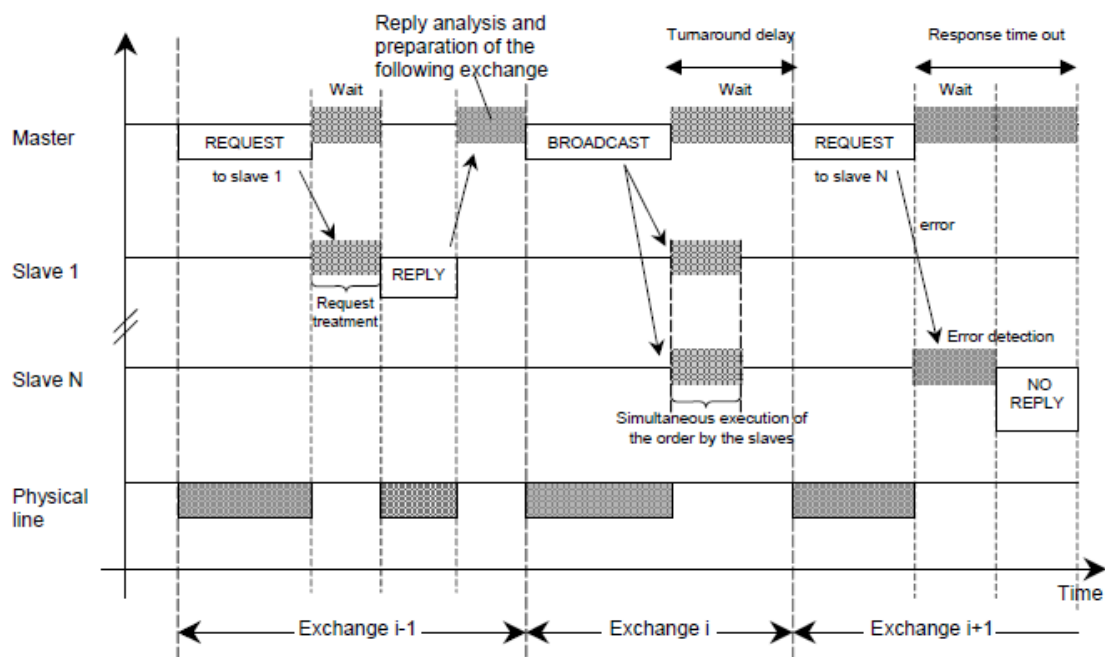 Reply analysis and
preparation of the
following exchange
Turnaround delay
Response time out
Wait
Wait
Wait
Master
REQUEST
BROADCAST
REQUEST
to slave 1
to slave N
error
Slave 1
REPLY
Request
treatment
Error detection
Slave N
NO
REPLY
Simultaneous execution of
the order by the slaves
Physical
line
Time
Exchange i-1
Exchange i
Exchange i+1